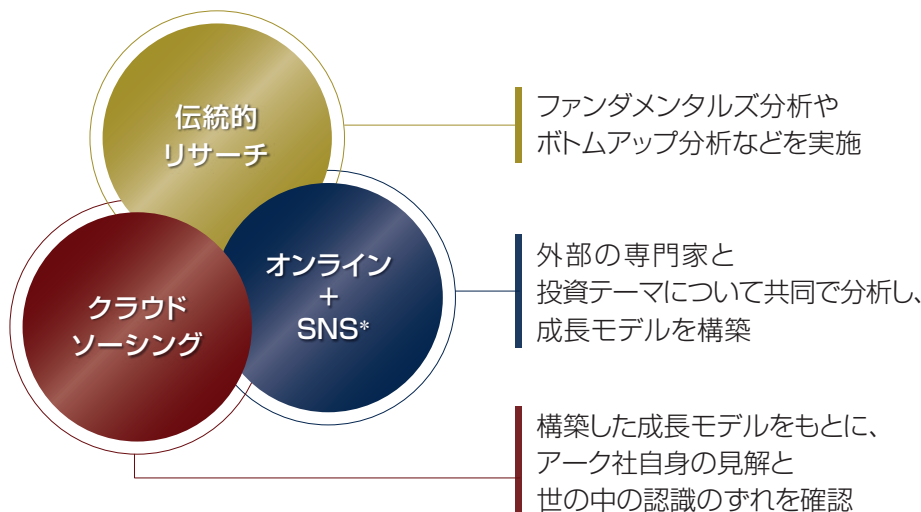 伝統的
リサーチ
ファンダメンタルズ分析や
ボトムアップ分析などを実施
オンライン
+
SNS*
外部の専門家と
投資テーマについて共同で分析し、
成長モデルを構築
クラウド
ソーシング
構築した成長モデルをもとに、
アーク社自身の見解と
世の中の認識のずれを確認